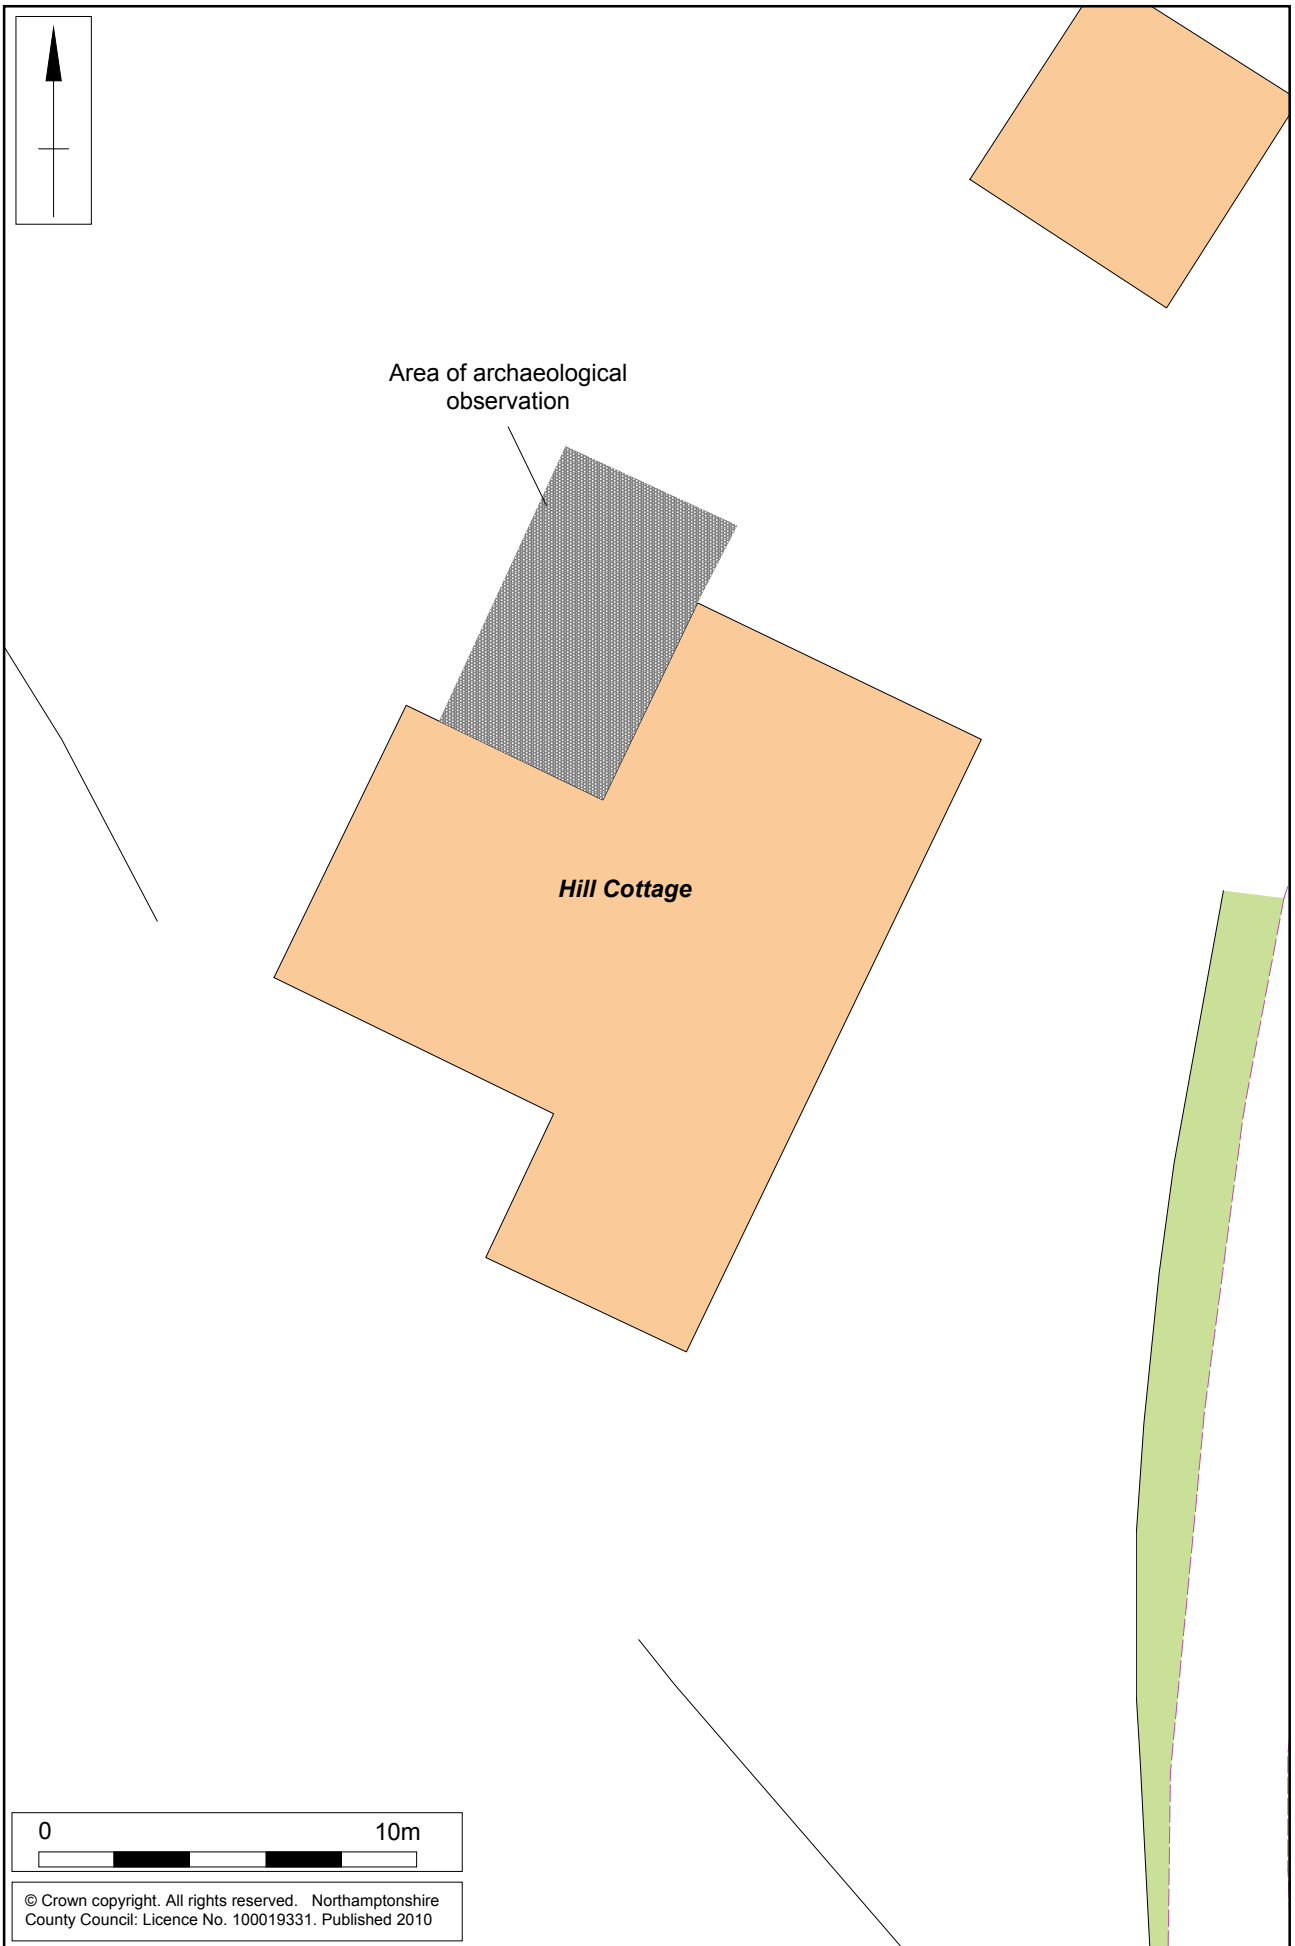 Area of archaeological
observation
Hill Cottage
0 10m
© Crown copyright. All rights reserved. Northamptonshire
County Council: Licence No. 100019331. Published 2010